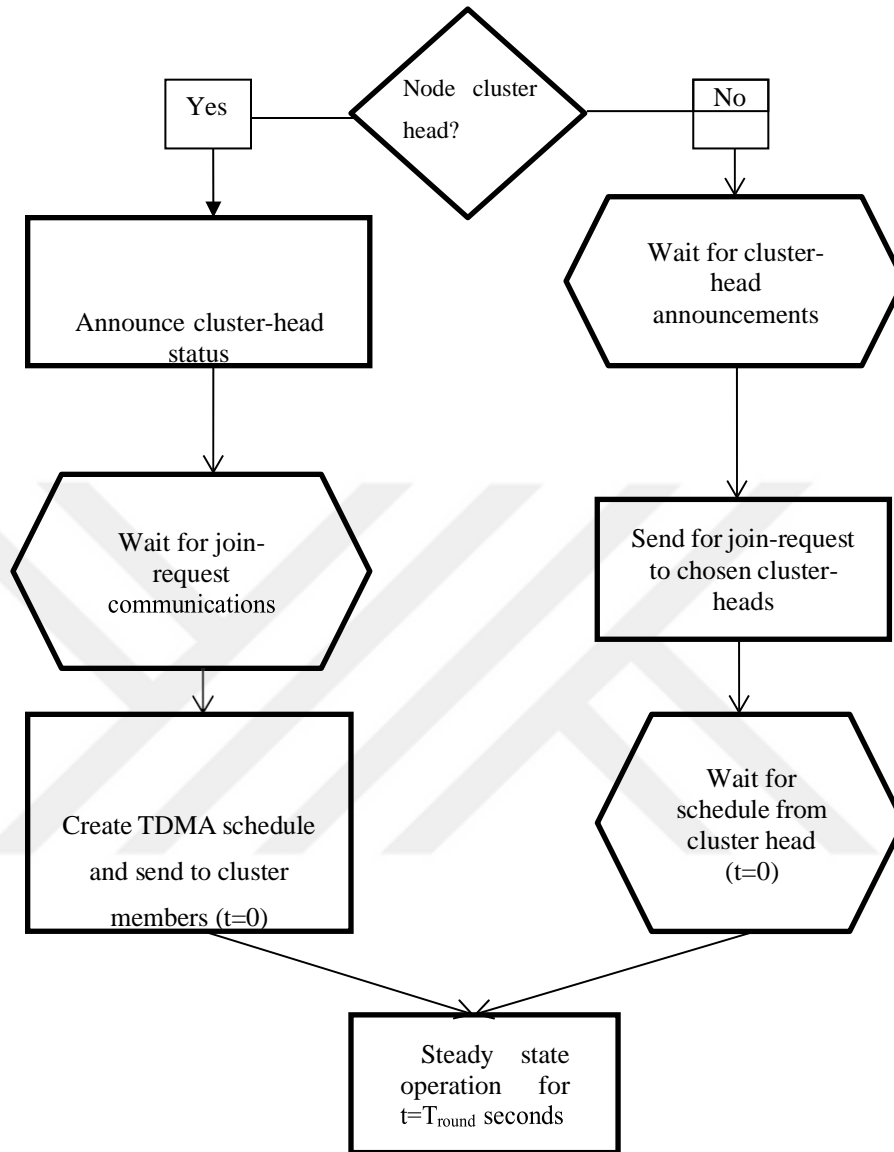 Node cluster
head?
Yes
No
Announce cluster-head
status
Wait for cluster-
head
announcements
Wait for join-
request
communications
Send for join-request
to chosen cluster-
heads
Create TDMA schedule
and send to cluster
members (t=0)
Wait for
schedule from
cluster head
(t=0)
Steady state
operation for
t=Tround seconds